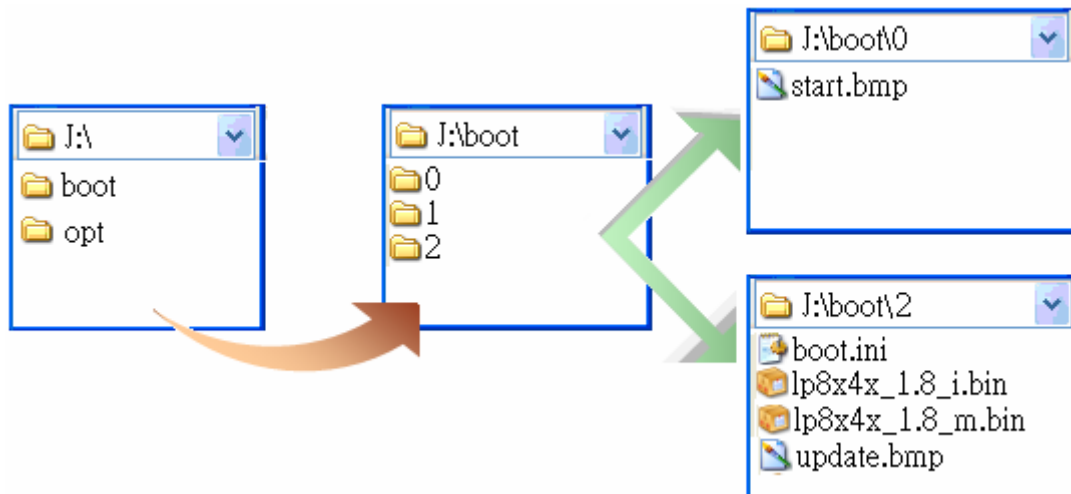 J:\
boot
opt
J:\boot
0
1
2
J:\boot\0
start.bmp
J:\boot\2
boot.ini
lp8x4x_1.8_i.bin
lp8x4x_1.8_m.bin
update.bmp